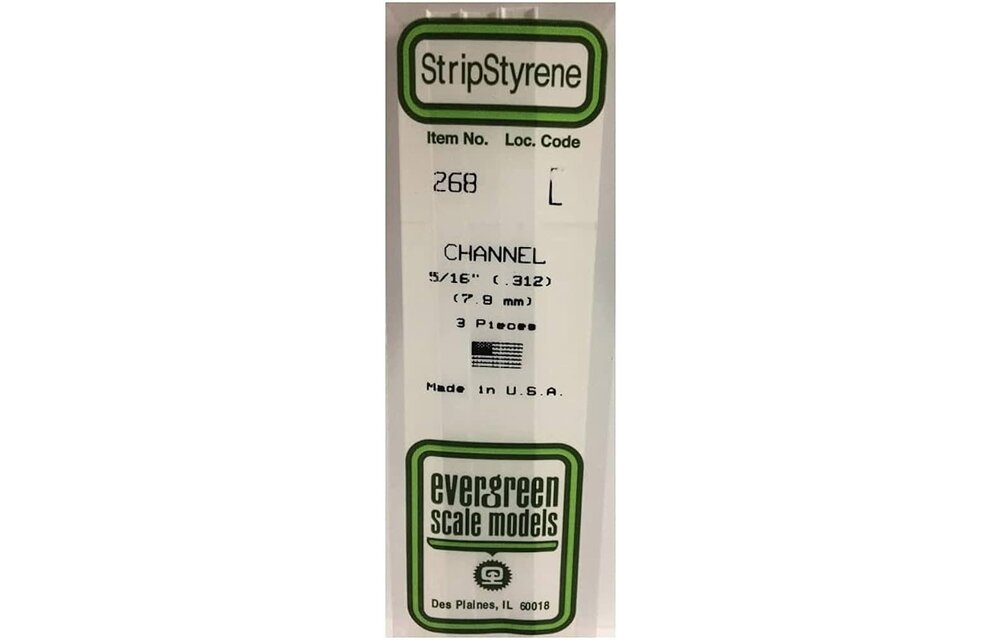 StripStyrene
Item No. Loc. Code
268 L
CHANNEL
5/16" (.312)
(7.9 mm)
3 Pieces
Made in U.S.A.
evergreen
scale models
Des Plaines, IL 60018